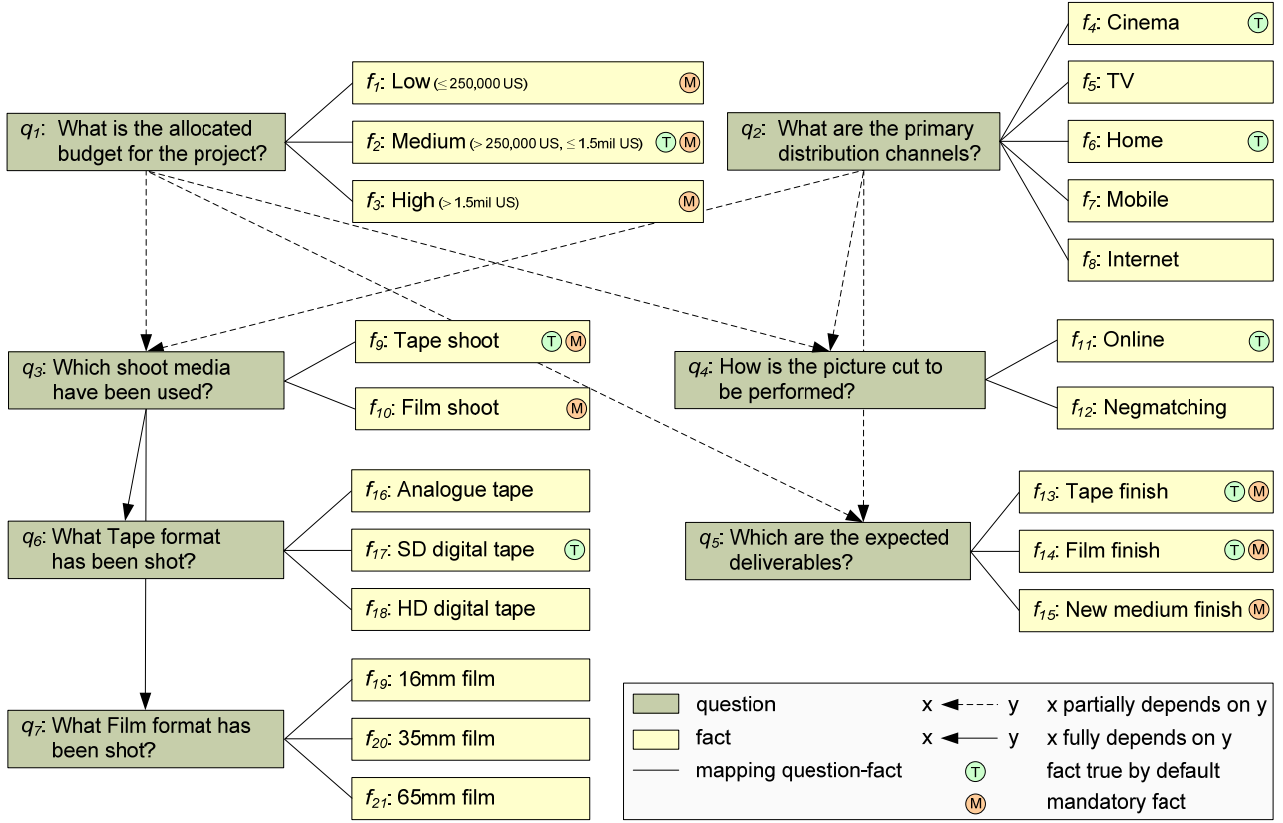 q1: What is the allocated
budget for the project?
f1: Low (≤ 250,000 US) M
f2: Medium (> 250,000 US, ≤ 1.5mil US) T M
f3: High (> 1.5mil US) M
q2: What are the primary
distribution channels?
f4: Cinema T
f5: TV
f6: Home T
f7: Mobile
f8: Internet
q3: Which shoot media
have been used?
f9: Tape shoot T M
f10: Film shoot M
q4: How is the picture cut to
be performed?
f11: Online T
f12: Negmatching
q5: Which are the expected
deliverables?
f13: Tape finish T M
f14: Film finish T M
f15: New medium finish M
q6: What Tape format
has been shot?
f16: Analogue tape
f17: SD digital tape T
f18: HD digital tape
q7: What Film format has
been shot?
f19: 16mm film
f20: 35mm film
f21: 65mm film
question
fact
mapping question-fact
x y x partially depends on y
x y x fully depends on y
T fact true by default
M mandatory fact